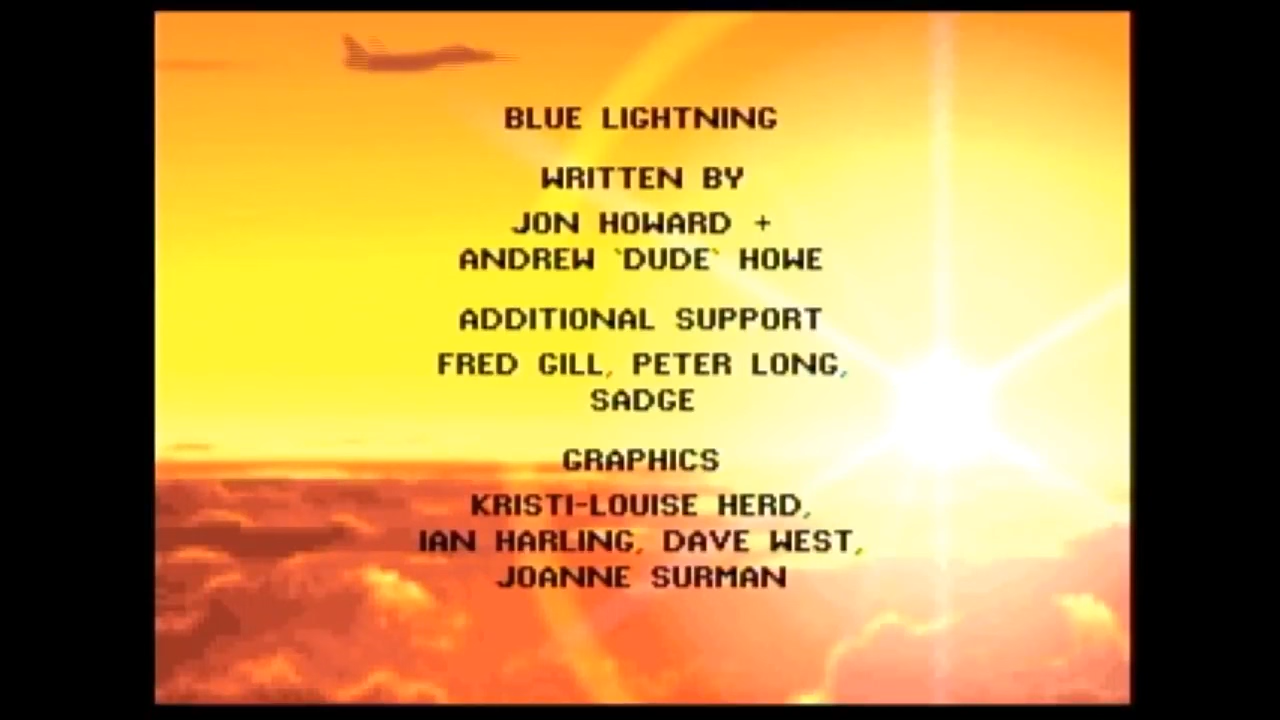 BLUE LIGHTNING
WRITTEN BY
JON HOWARD +
ANDREW `DUDE` HOWE
ADDITIONAL SUPPORT
FRED GILL, PETER LONG,
SADGE
GRAPHICS
KRISTI-LOUISE HERD,
IAN HARLING, DAVE WEST,
JOANNE SURMAN